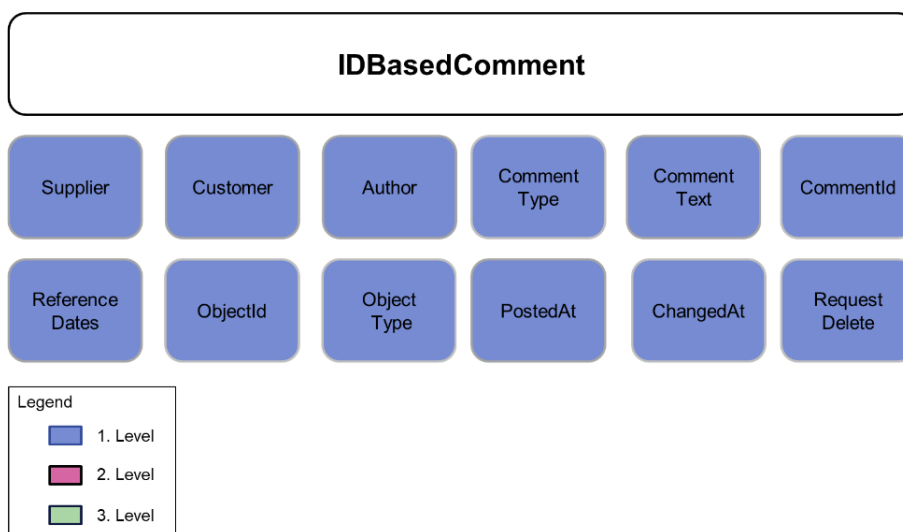 IDBasedComment
Supplier
Customer
Author
Comment
Type
Comment
Text
CommentId
Reference
Dates
ObjectId
Object
Type
PostedAt
ChangedAt
Request
Delete
Legend
1. Level
2. Level
3. Level